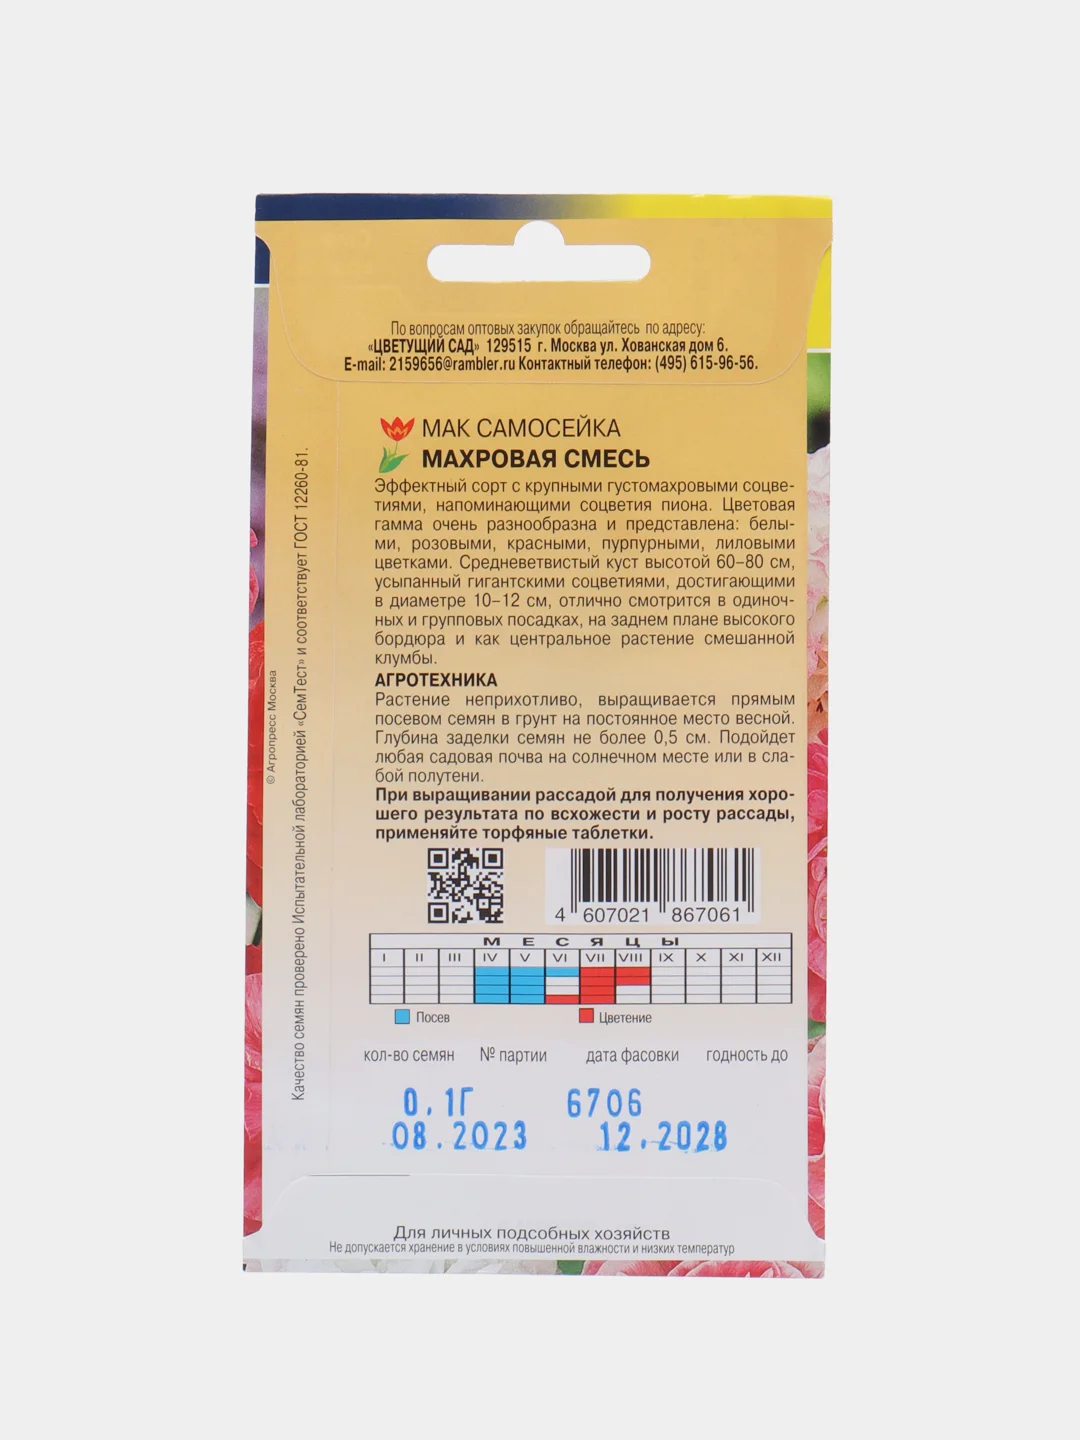 По вопросам оптовых закупок обращайтесь по адресу:
«ЦВЕТУЩИЙ САД» 129515 г. Москва ул. Хованская дом 6.
E-mail: 2159656@rambler.ru Контактный телефон: (495) 615-96-56.
МАК САМОСЕЙКА
МАХРОВАЯ СМЕСЬ
Эффектный сорт с крупными густомахровыми соцве-
тиями, напоминающими соцветия пиона. Цветовая
гамма очень разнообразна и представлена: белы-
ми, розовыми, красными, пурпурными, лиловыми
цветками. Средневетвистый куст высотой 60–80 см,
усыпанный гигантскими соцветиями, достигающими
в диаметре 10–12 см, отлично смотрится в одиноч-
ных и групповых посадках, на заднем плане высокого
бордюра и как центральное растение смешанной
клумбы.
АГРОТЕХНИКА
Растение неприхотливо, выращивается прямым
посевом семян в грунт на постоянное место весной.
Глубина заделки семян не более 0,5 см. Подойдет
любая садовая почва на солнечном месте или в сла-
бой полутени.
При выращивании рассадой для получения хоро-
шего результата по всхожести и росту рассады,
применяйте торфяные таблетки.
4 607021 867061
МЕСЯЦЫ
I II III IV V VI VII VIII IX X XI XII
Посев Цветение
кол-во семян № партии дата фасовки годность до
0.1Г 6706
08.2023 12.2028
Для личных подсобных хозяйств
Не допускается хранение в условиях повышенной влажности и низких температур
Качество семян проверено Испытательной лабораторией «СемТест» и соответствует ГОСТ 12260-81.
© Агропресс Москва